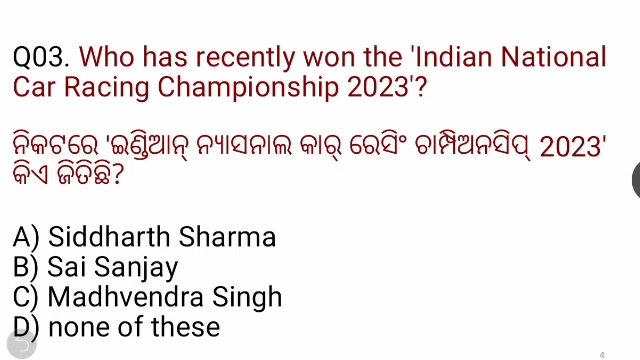 Q03. Who has recently won the 'Indian National
Car Racing Championship 2023'?
ନିକଟରେ 'ଇଣ୍ଡିଆନ୍ ନ୍ୟାସନାଲ କାର୍ ରେସିଂ ଚାମ୍ପିଅନସିପ୍ 2023'
କିଏ ଜିତିଛି?
A) Siddharth Sharma
B) Sai Sanjay
C) Madhvendra Singh
D) none of these
4